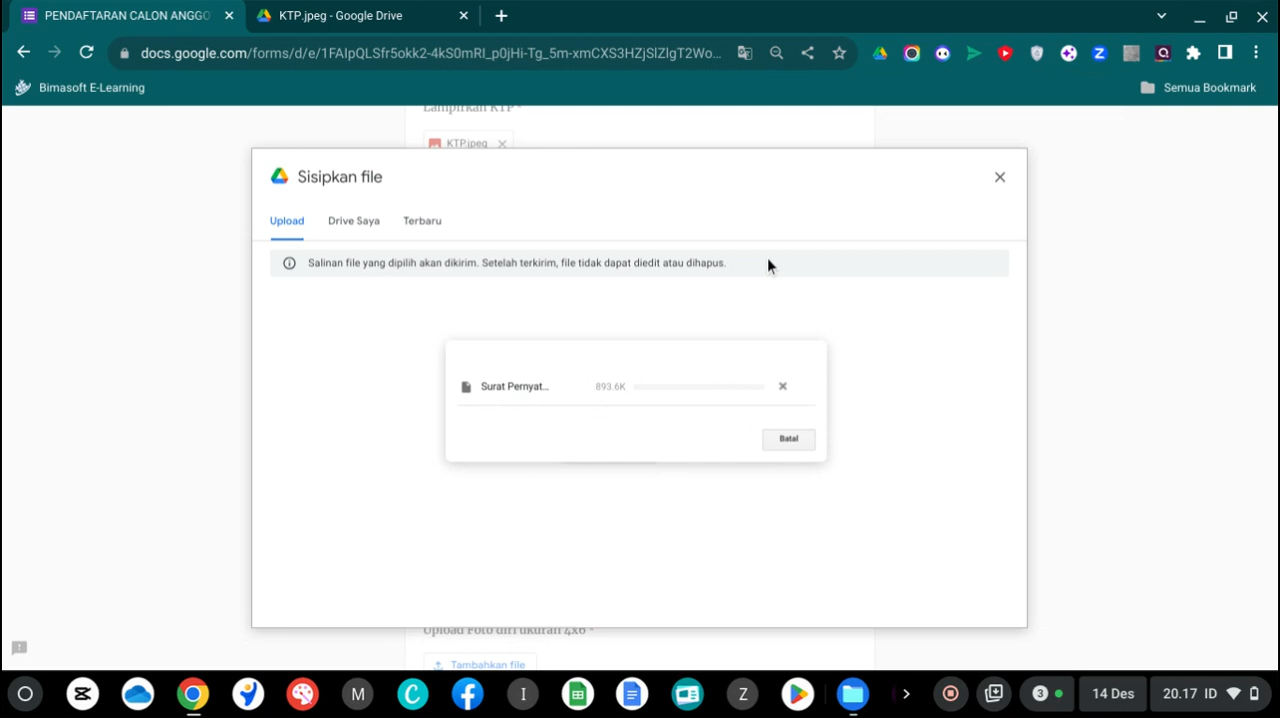 PENDAFTARAN CALON ANGGO
KTP.jpeg - Google Drive
docs.google.com/forms/d/e/1FAIpQLSfr5okk2-4kS0mRI_p0jHi-Tg_5m-xmCXS3HZjSIZIgT2Wo...
Bimasoft E-Learning
Semua Bookmark
Lampirkan KTP *
KTP.jpeg
Sisipkan file
Upload
Drive Saya
Terbaru
Salinan file yang dipilih akan dikirim. Setelah terkirim, file tidak dapat diedit atau dihapus.
Surat Pernyat...
893.6K
Batal
Upload Foto diri ukuran 4x6 *
Tambahkan file
M
I
Z
3
14 Des
20.17 ID